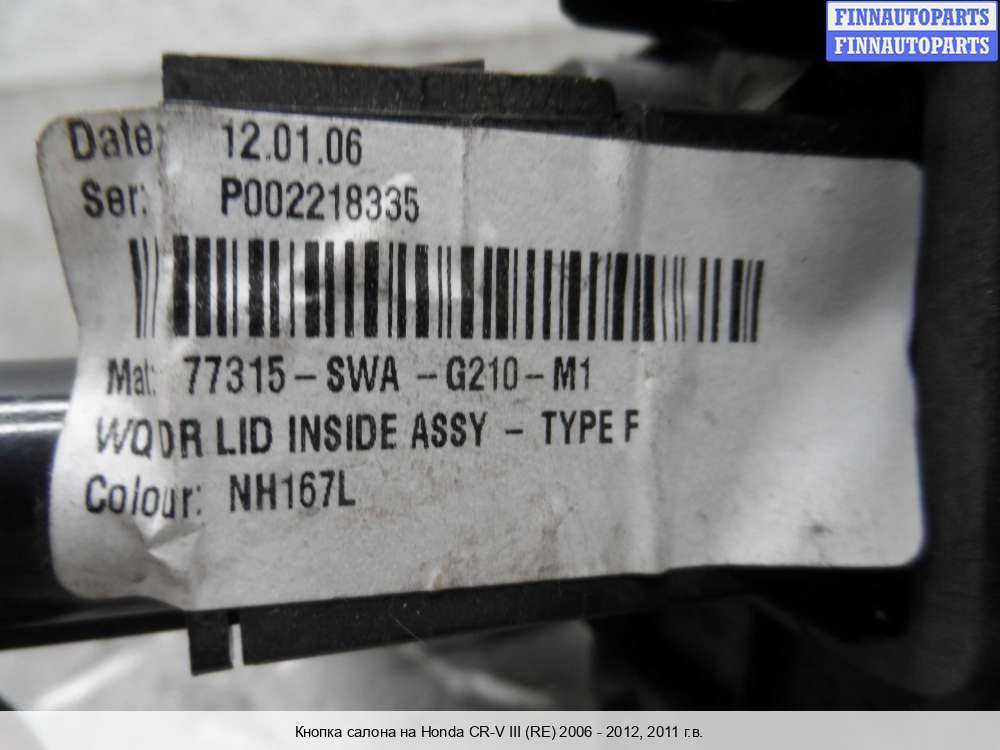 FINNAUTOPARTS
FINNAUTOPARTS
Date: 12.01.06
Ser: P002218335
Mat: 77315-SWA-G210-M1
LID INSIDE ASSY - TYPE F
Colour: NH167L
Кнопка салона на Honda CR-V III (RE) 2006 - 2012, 2011 г.в.